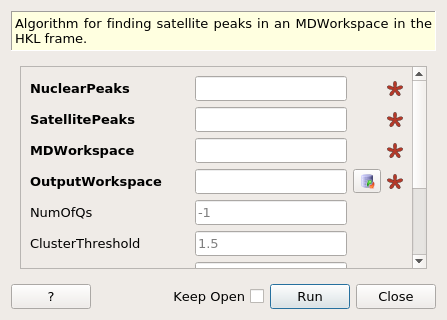 Algorithm for finding satellite peaks in an MDWorkspace in the
HKL frame.
NuclearPeaks
SatellitePeaks
MDWorkspace
OutputWorkspace
NumOfQs -1
ClusterThreshold 1.5
? Keep Open Run Close